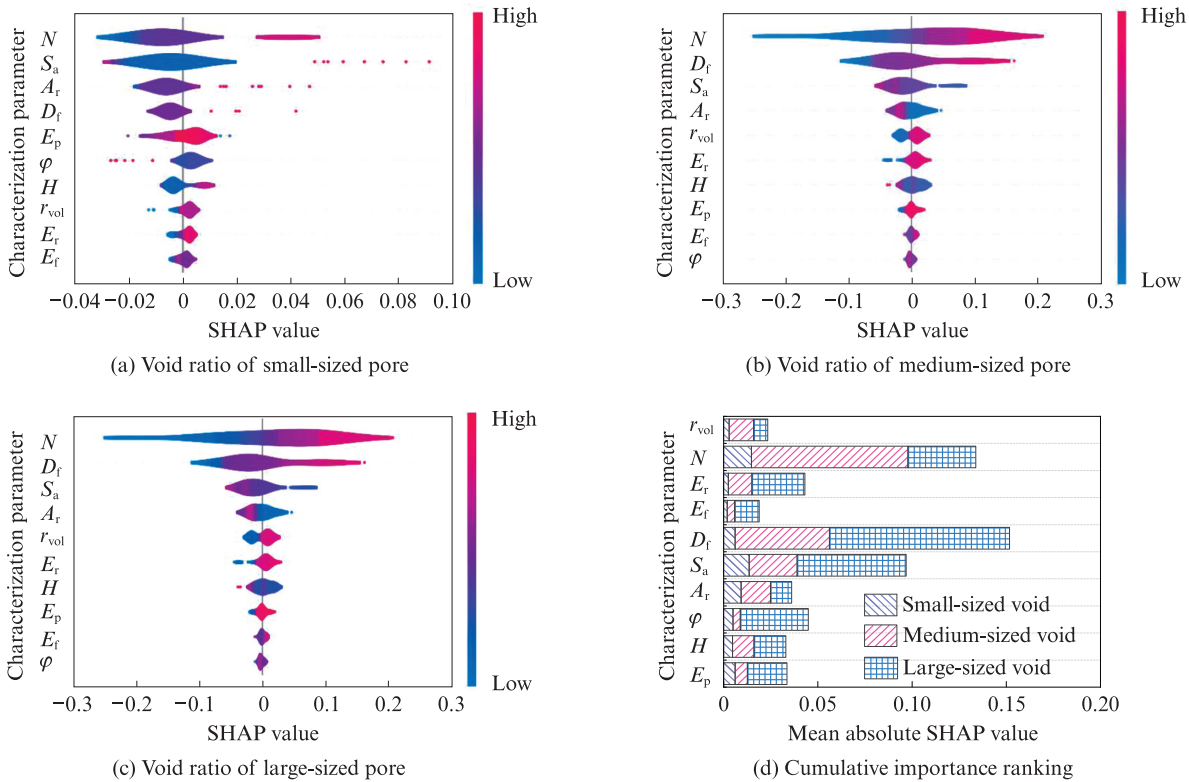 High
Low
Characterization parameter
N
Sa
Ar
Df
Ep
φ
H
rvol
Er
Ef
−0.04 −0.02 0 0.02 0.04 0.06 0.08 0.10
SHAP value
(a) Void ratio of small-sized pore
High
Low
Characterization parameter
N
Df
Sa
Ar
rvol
Er
H
Ep
Ef
φ
−0.3 −0.2 −0.1 0 0.1 0.2 0.3
SHAP value
(b) Void ratio of medium-sized pore
High
Low
Characterization parameter
N
Df
Sa
Ar
rvol
Er
H
Ep
Ef
φ
−0.3 −0.2 −0.1 0 0.1 0.2 0.3
SHAP value
(c) Void ratio of large-sized pore
Characterization parameter
rvol
N
Er
Ef
Df
Sa
Ar
φ
H
Ep
Small-sized void
Medium-sized void
Large-sized void
0 0.05 0.10 0.15 0.20
Mean absolute SHAP value
(d) Cumulative importance ranking